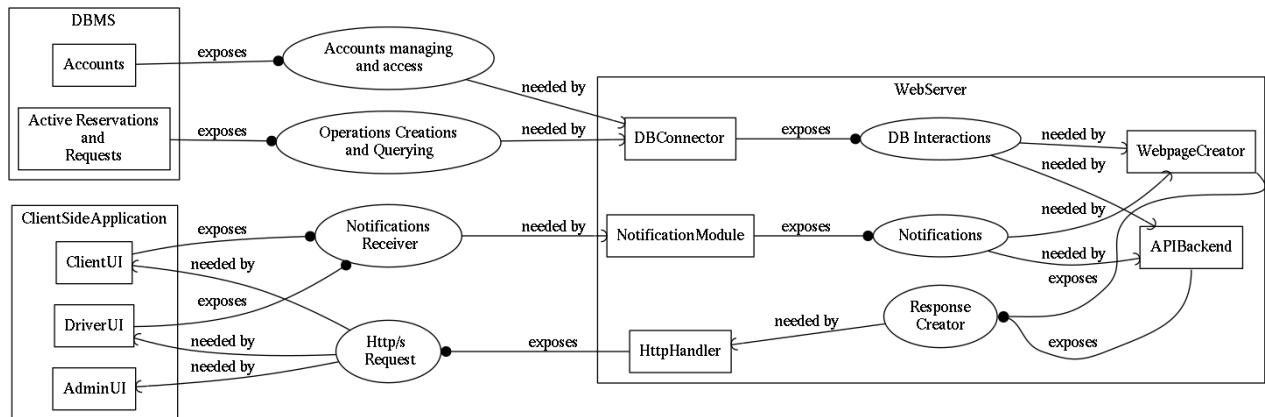 DBMS
Accounts
exposes
Accounts managing
and access
needed by
Active Reservations
and
Requests
exposes
Operations Creations
and Querying
needed by
WebServer
DBConnector
exposes
DB Interactions
needed by
needed by
WebpageCreator
ClientSideApplication
ClientUI
exposes
needed by
Notifications
Receiver
needed by
NotificationModule
exposes
Notifications
needed by
needed by
APIBackend
exposes
DriverUI
exposes
needed by
AdminUI
needed by
Http/s
Request
exposes
HttpHandler
needed by
Response
Creator
exposes